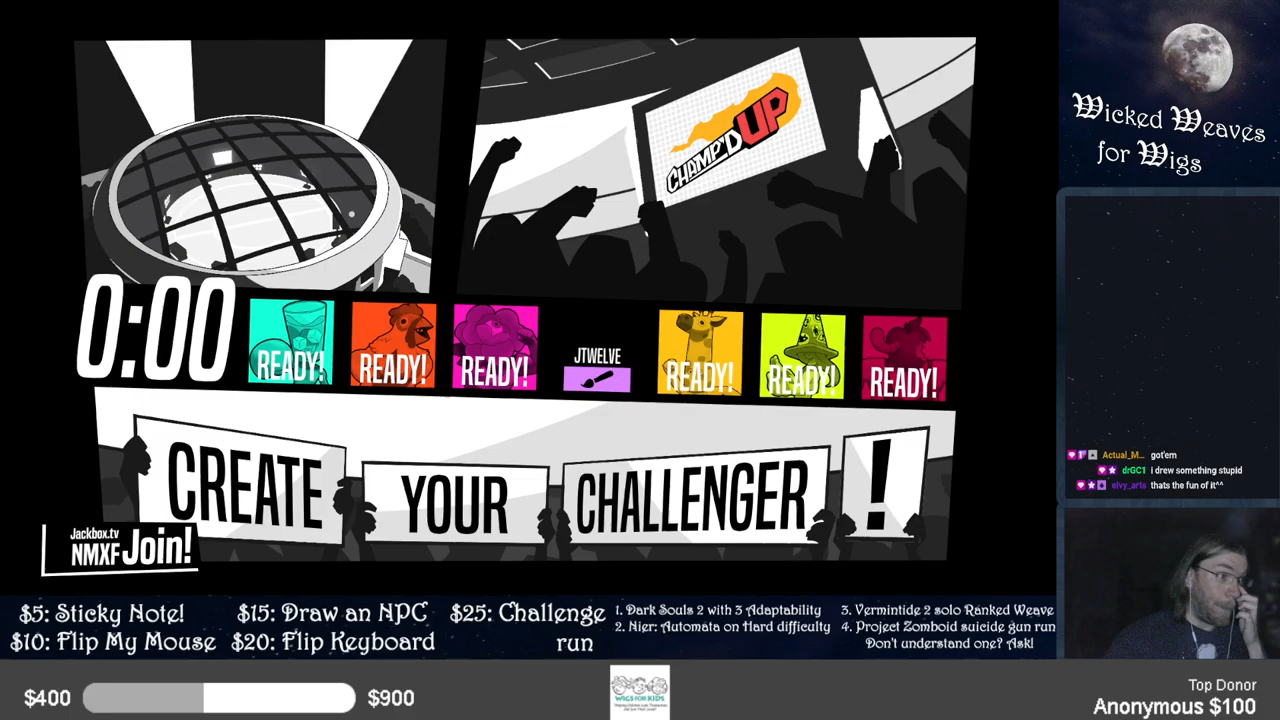 CHAMP'D UP
0:00
READY!
READY!
READY!
JTWELVE
READY!
READY!
READY!
CREATE YOUR CHALLENGER !
Jackbox.tv
NMXF Join!
Wicked Weaves
for Wigs
Actual_M... got'em
drGC1 i drew something stupid
elvy_arts thats the fun of it^^
$5: Sticky Note!
$10: Flip My Mouse
$15: Draw an NPC
$20: Flip Keyboard
$25: Challenge
run
1. Dark Souls 2 with 3 Adaptability
2. Nier: Automata on Hard difficulty
3. Vermintide 2 solo Ranked Weave
4. Project Zomboid suicide gun run
Don't understand one? Ask!
$400
$900
WIGS FOR KIDS
Top Donor
Anonymous $100